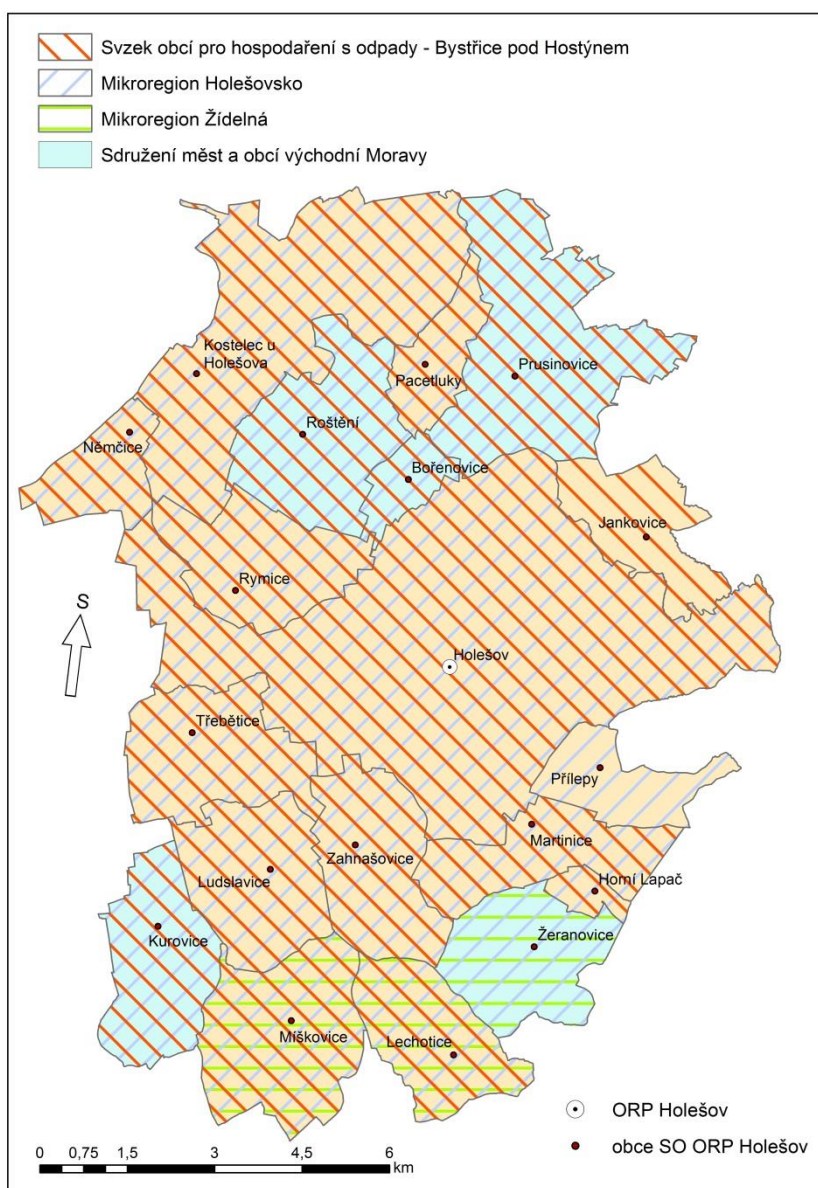 Svzek obcí pro hospodaření s odpady - Bystřice pod Hostýnem
Mikroregion Holešovsko
Mikroregion Žídelná
Sdružení měst a obcí východní Moravy
Kostelec u
Holešova
Pacetluky
Prusinovice
Roštění
Němčice
Bořenovice
Jankovice
Rymice
S
Holešov
Třebětice
Přílepy
Martinice
Zahnašovice
Ludslavice
Horní Lapač
Kurovice
Žeranovice
Míškovice
Lechotice
ORP Holešov
obce SO ORP Holešov
0 0,75 1,5 3 4,5 6
km